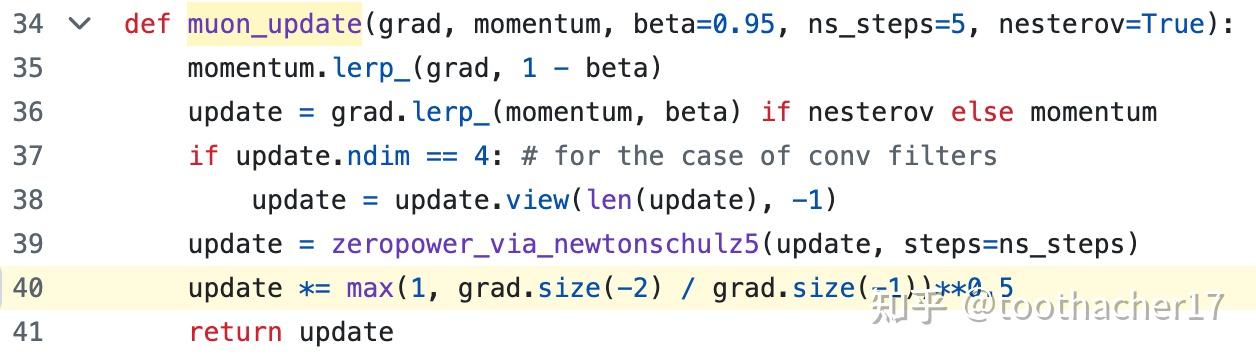 34 def muon_update(grad, momentum, beta=0.95, ns_steps=5, nesterov=True):
35     momentum.lerp_(grad, 1 - beta)
36     update = grad.lerp_(momentum, beta) if nesterov else momentum
37     if update.ndim == 4: # for the case of conv filters
38         update = update.view(len(update), -1)
39     update = zeropower_via_newtonschulz5(update, steps=ns_steps)
40     update *= max(1, grad.size(-2) / grad.size(-1))**0.5
知乎 @toothacher17
41     return update